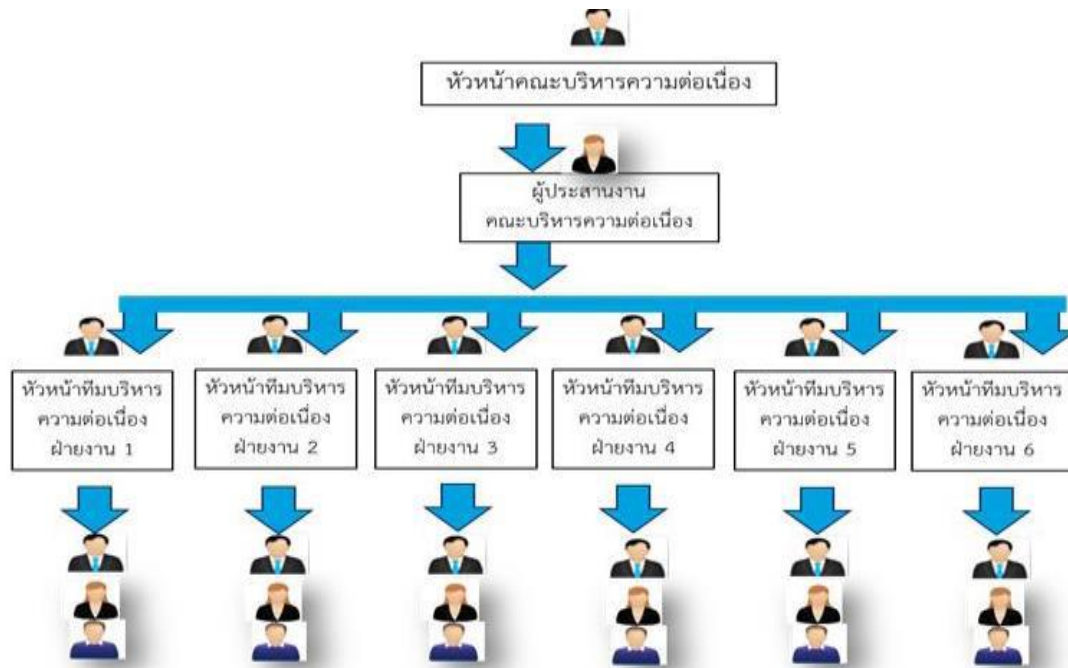 หัวหน้าคณะบริหารความต่อเนื่อง
ผู้ประสานงาน
คณะบริหารความต่อเนื่อง
หัวหน้าทีมบริหาร
ความต่อเนื่อง
ฝ่ายงาน 1
หัวหน้าทีมบริหาร
ความต่อเนื่อง
ฝ่ายงาน 2
หัวหน้าทีมบริหาร
ความต่อเนื่อง
ฝ่ายงาน 3
หัวหน้าทีมบริหาร
ความต่อเนื่อง
ฝ่ายงาน 4
หัวหน้าทีมบริหาร
ความต่อเนื่อง
ฝ่ายงาน 5
หัวหน้าทีมบริหาร
ความต่อเนื่อง
ฝ่ายงาน 6